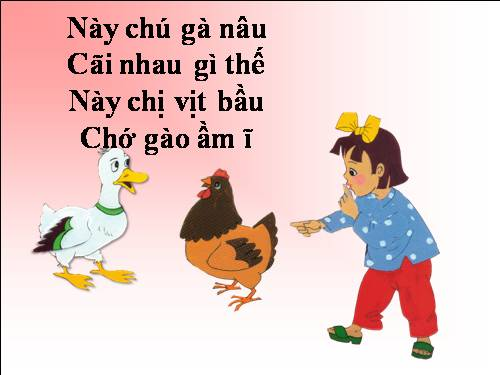 Này chú gà nâu
Cãi nhau gì thế
Này chị vịt bầu
Chớ gào ầm ĩ